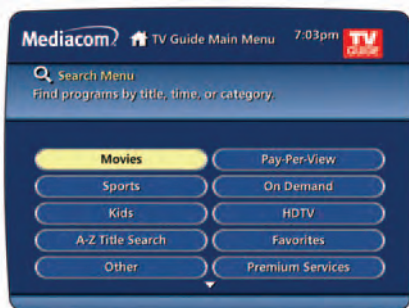 Mediacom TV Guide Main Menu 7:03pm TV GUIDE
Search Menu
Find programs by title, time, or category.
Movies Pay-Per-View
Sports On Demand
Kids HDTV
A-Z Title Search Favorites
Other Premium Services